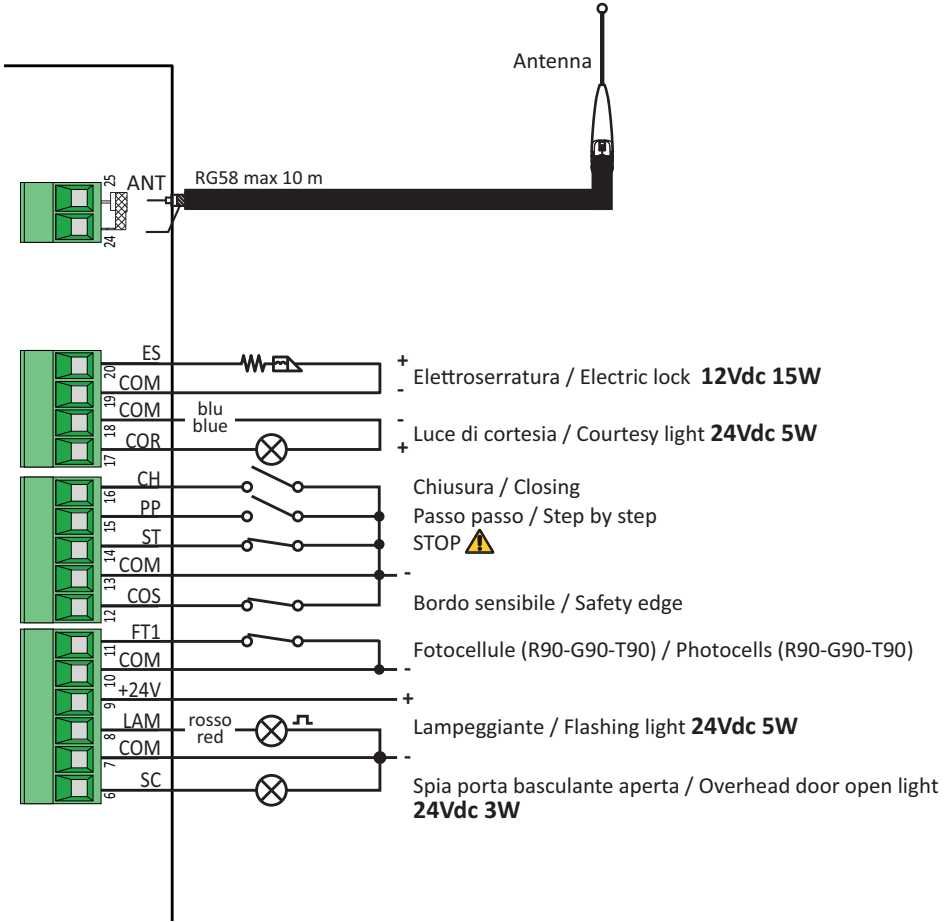 Antenna
25
ANT
RG58 max 10 m
24
ES
20
+
COM
19
-
Elettroserratura / Electric lock 12Vdc 15W
COM
18
blu
blue
-
COR
17
+
Luce di cortesia / Courtesy light 24Vdc 5W
CH
16
Chiusura / Closing
PP
15
Passo passo / Step by step
ST
14
STOP
COM
13
-
COS
12
Bordo sensibile / Safety edge
FT1
11
Fotocellule (R90-G90-T90) / Photocells (R90-G90-T90)
COM
10
-
+24V
9
+
LAM
8
rosso
red
Lampeggiante / Flashing light 24Vdc 5W
COM
7
-
SC
6
Spia porta basculante aperta / Overhead door open light
24Vdc 3W